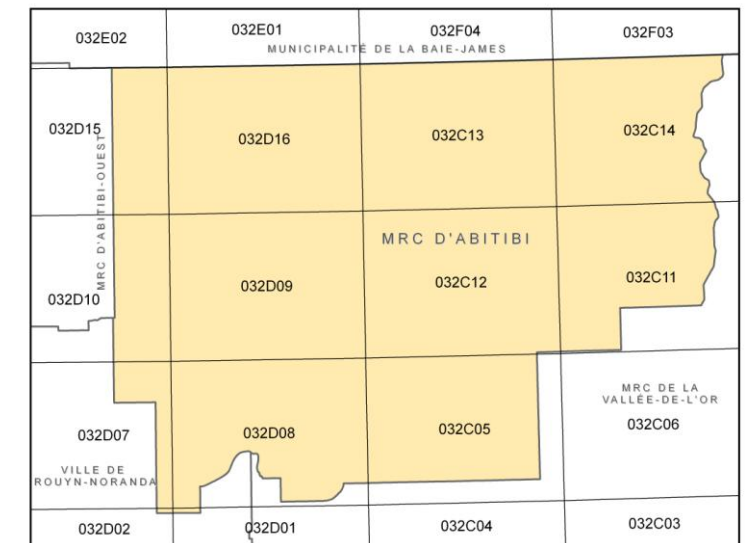 032E02
032E01
032F04
032F03
MUNICIPALITÉ DE LA BAIE-JAMES
032D15
032D16
032C13
032C14
MRC D'ABITIBI-OUEST
MRC D'ABITIBI
032D10
032D09
032C12
032C11
MRC DE LA
VALLÉE-DE-L'OR
032D07
032D08
032C05
032C06
VILLE DE
ROUYN-NORANDA
032D02
032D01
032C04
032C03